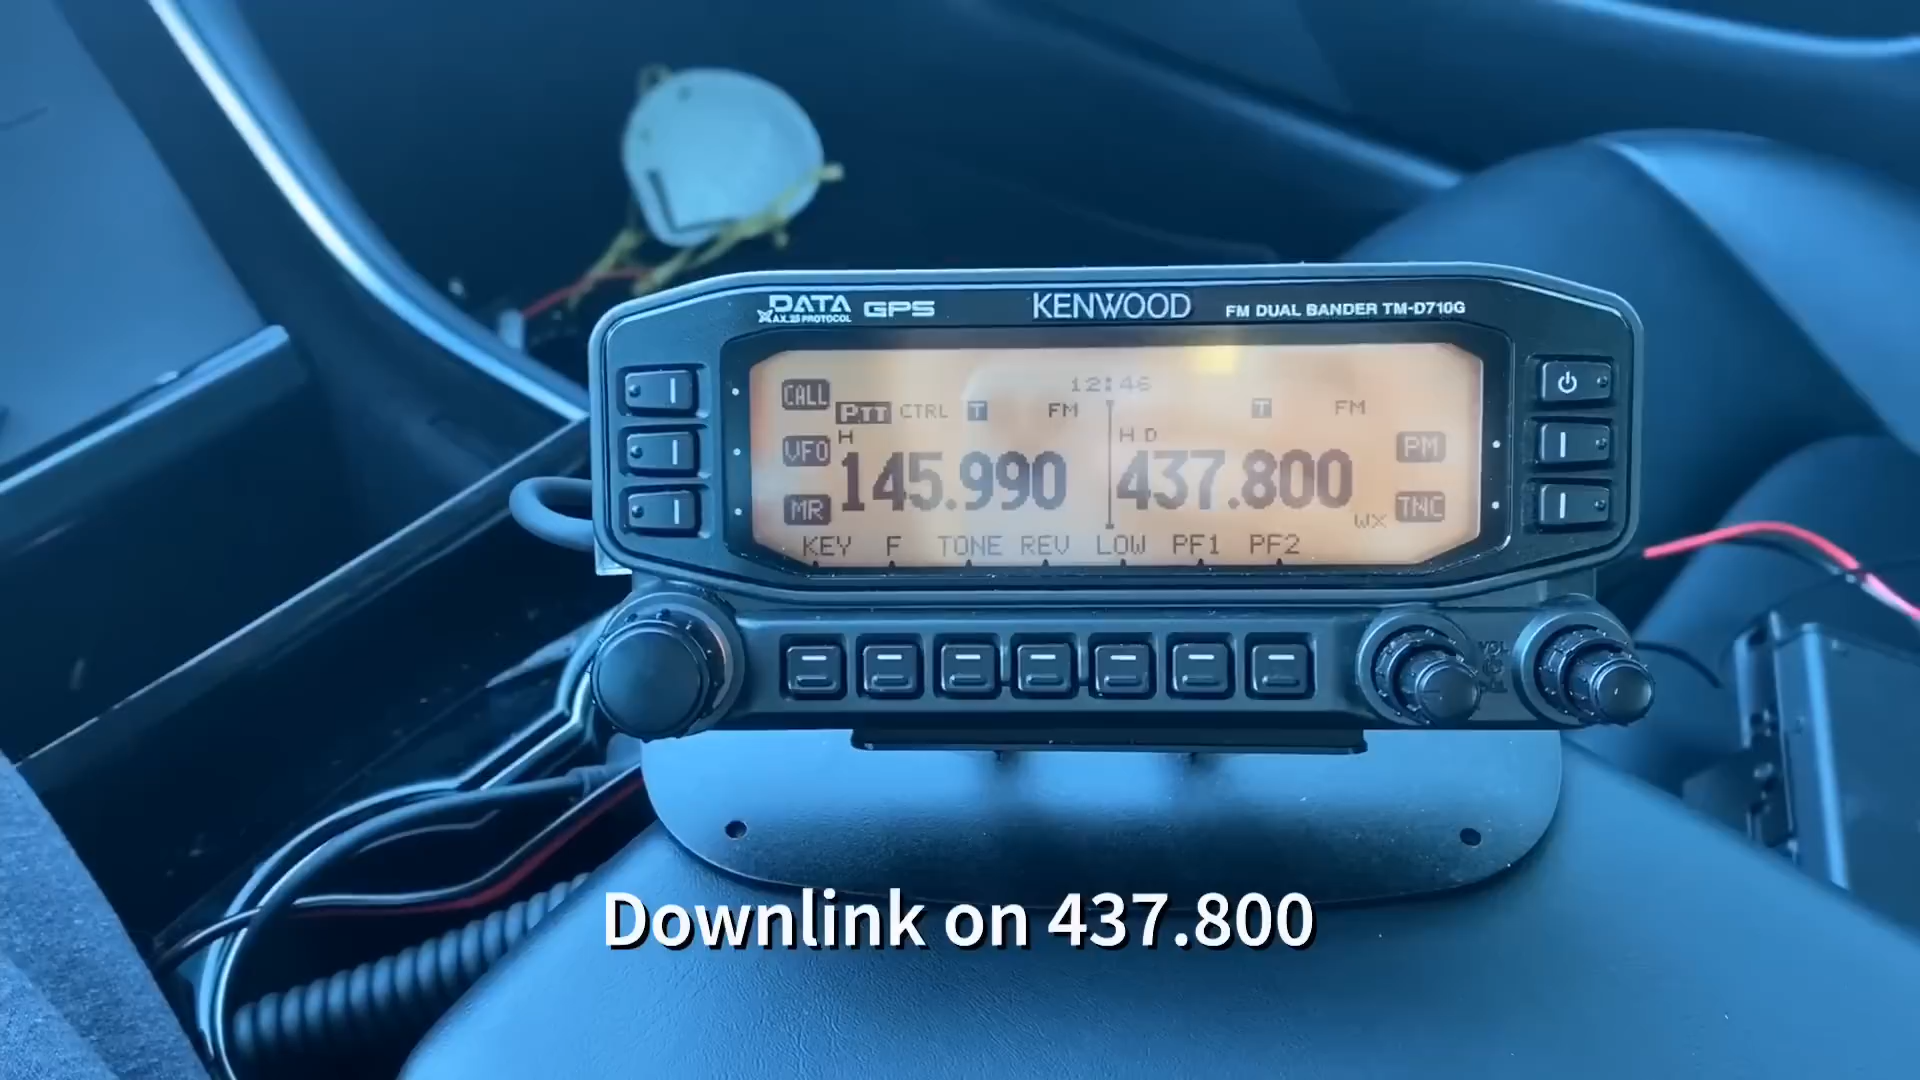 DATA GPS KENWOOD FM DUAL BANDER TM-D710G
AX.25 PROTOCOL
12:46
CALL PTT CTRL T FM T FM
H H D
VFO 145.990 437.800 PM
MR WX TNC
KEY F TONE REV LOW PF1 PF2
VOL
Downlink on 437.800